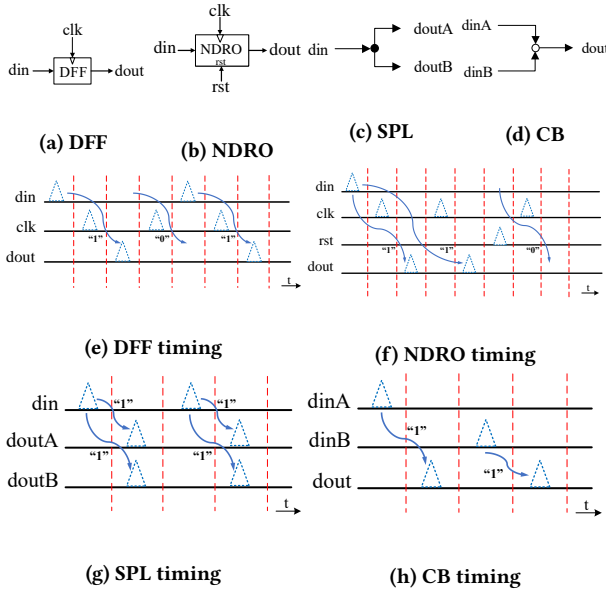 clk
din
DFF
dout
(a) DFF
clk
din
NDRO
rst
dout
rst
(b) NDRO
din
doutA
doutB
(c) SPL
dinA
dinB
dout
(d) CB
din
clk
dout
"1"
"0"
"1"
t
(e) DFF timing
din
clk
rst
dout
"1"
"1"
"0"
t
(f) NDRO timing
din
doutA
doutB
"1"
"1"
"1"
"1"
t
(g) SPL timing
dinA
dinB
dout
"1"
"1"
t
(h) CB timing